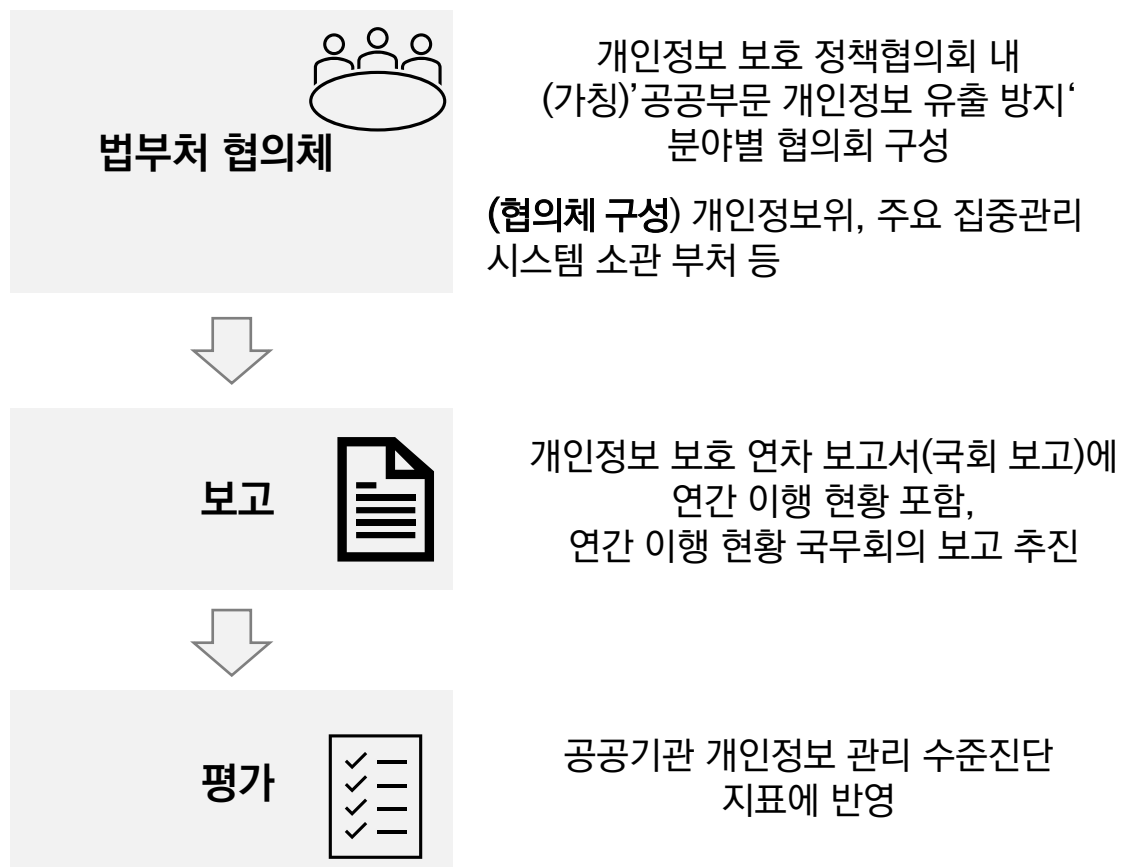 법부처 협의체
개인정보 보호 정책협의회 내
(가칭)’공공부문 개인정보 유출 방지‘
분야별 협의회 구성
(협의체 구성) 개인정보위, 주요 집중관리
시스템 소관 부처 등
보고
개인정보 보호 연차 보고서(국회 보고)에
연간 이행 현황 포함,
연간 이행 현황 국무회의 보고 추진
평가
공공기관 개인정보 관리 수준진단
지표에 반영